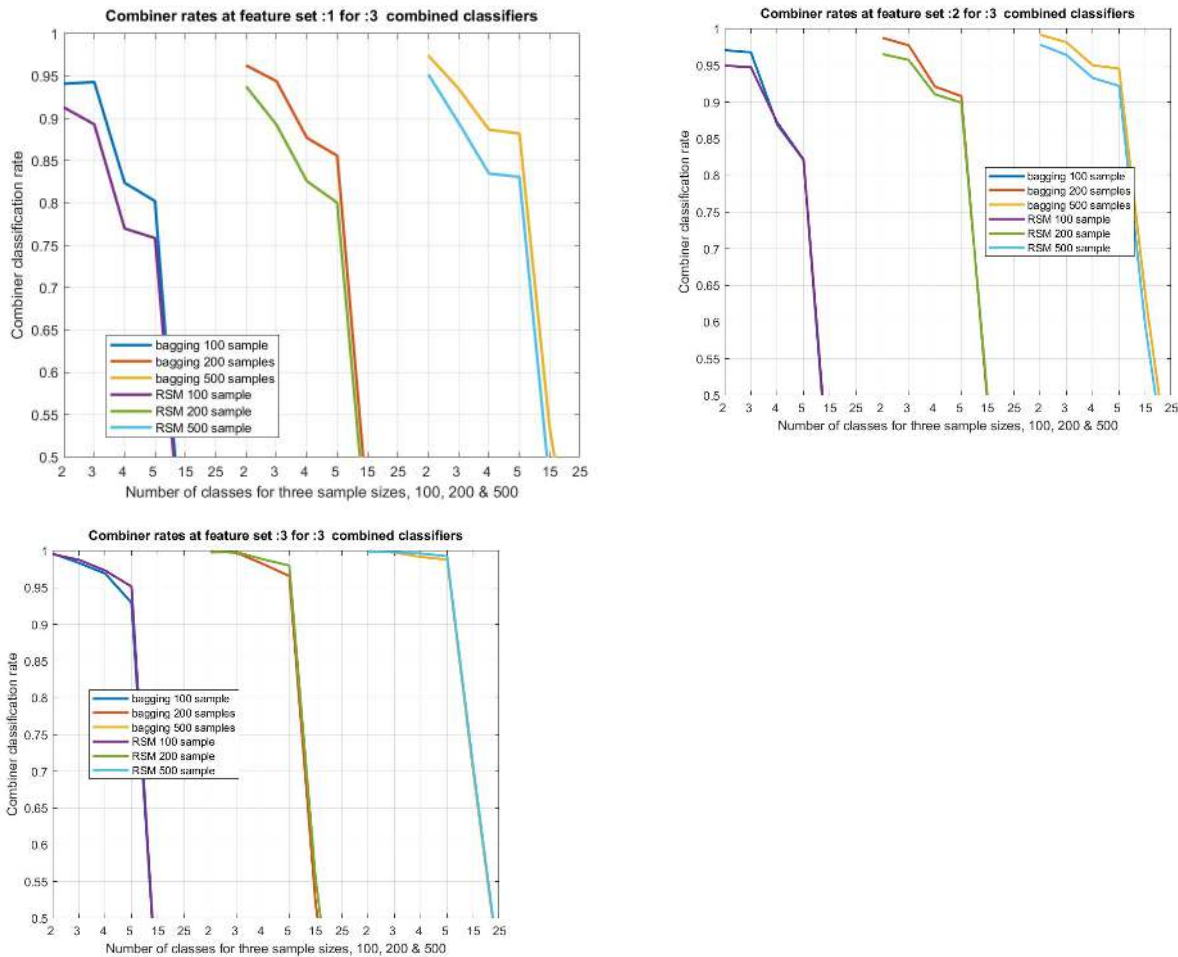 Combiner rates at feature set :1 for :3 combined classifiers
1
0.95
0.9
0.85
0.8
0.75
0.7
0.65
0.6
0.55
0.5
Combiner classification rate
bagging 100 sample
bagging 200 samples
bagging 500 samples
RSM 100 sample
RSM 200 sample
RSM 500 sample
2 3 4 5 15 25 2 3 4 5 15 25 2 3 4 5 15 25
Number of classes for three sample sizes, 100, 200 & 500
Combiner rates at feature set :2 for :3 combined classifiers
1
0.95
0.9
0.85
0.8
0.75
0.7
0.65
0.6
0.55
0.5
Combiner classification rate
bagging 100 sample
bagging 200 samples
bagging 500 samples
RSM 100 sample
RSM 200 sample
RSM 500 sample
2 3 4 5 15 25 2 3 4 5 15 25 2 3 4 5 15 25
Number of classes for three sample sizes, 100, 200 & 500
Combiner rates at feature set :3 for :3 combined classifiers
1
0.95
0.9
0.85
0.8
0.75
0.7
0.65
0.6
0.55
0.5
Combiner classification rate
bagging 100 sample
bagging 200 samples
bagging 500 samples
RSM 100 sample
RSM 200 sample
RSM 500 sample
2 3 4 5 15 25 2 3 4 5 15 25 2 3 4 5 15 25
Number of classes for three sample sizes, 100, 200 & 500